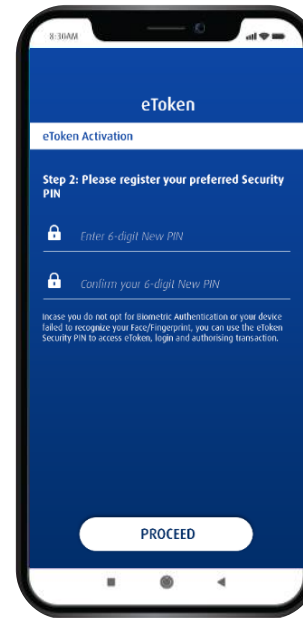 8:30AM
eToken
eToken Activation
Step 2: Please register your preferred Security
PIN
Enter 6-digit New PIN
Confirm your 6-digit New PIN
Incase you do not opt for Biometric Authentication or your device
failed to recognize your Face/Fingerprint, you can use the eToken
Security PIN to access eToken, login and authorising transaction.
PROCEED